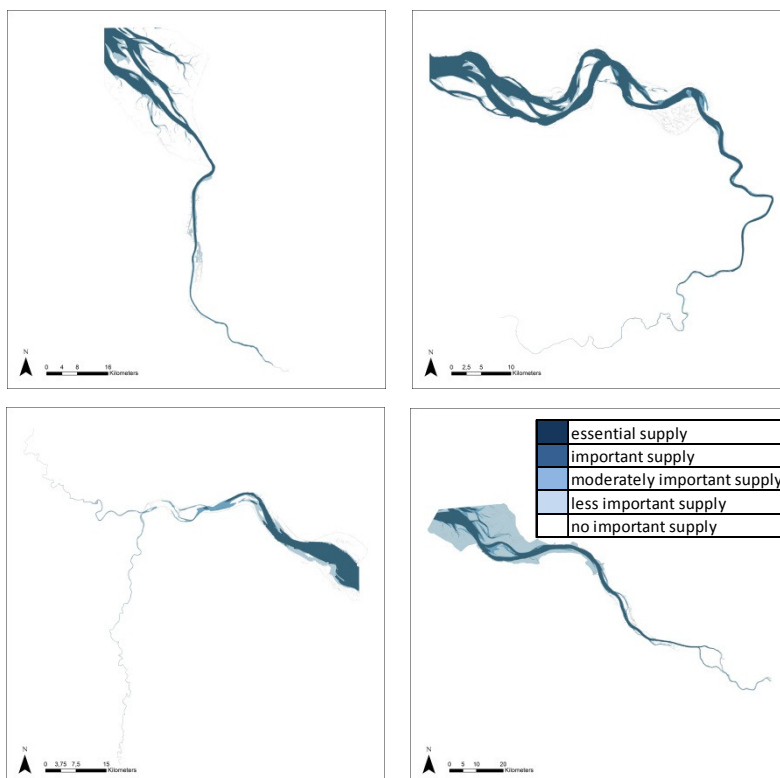 N
0 4 8 16
Kilometers
N
0 2,5 5 10
Kilometers
essential supply
important supply
moderately important supply
less important supply
no important supply
N
0 3,75 7,5 15
Kilometers
N
0 5 10 20
Kilometers